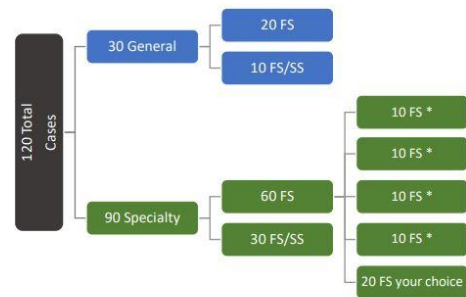 120 Total
Cases
30 General
20 FS
10 FS/SS
90 Specialty
60 FS
30 FS/SS
10 FS *
10 FS *
10 FS *
10 FS *
20 FS your choice